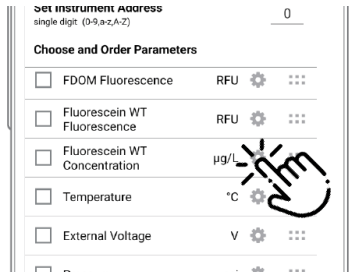 Set Instrument Address
single digit (0-9,a-z,A-Z)
0
Choose and Order Parameters
FDOM Fluorescence RFU
Fluorescein WT
Fluorescence RFU
Fluorescein WT
Concentration µg/L
Temperature °C
External Voltage V